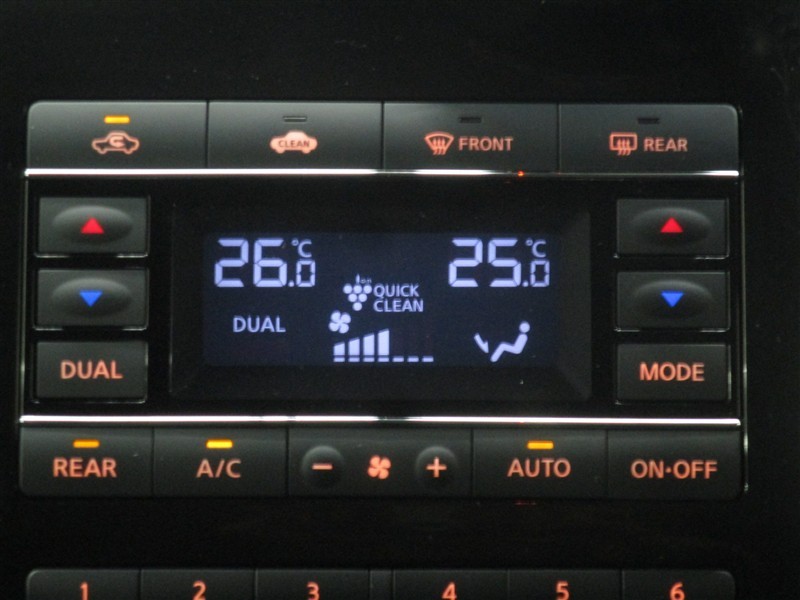 CLEAN FRONT REAR
26.0°C 25.0°C
QUICK
CLEAN
DUAL
DUAL MODE
REAR A/C − + AUTO ON·OFF
1 2 3 4 5 6